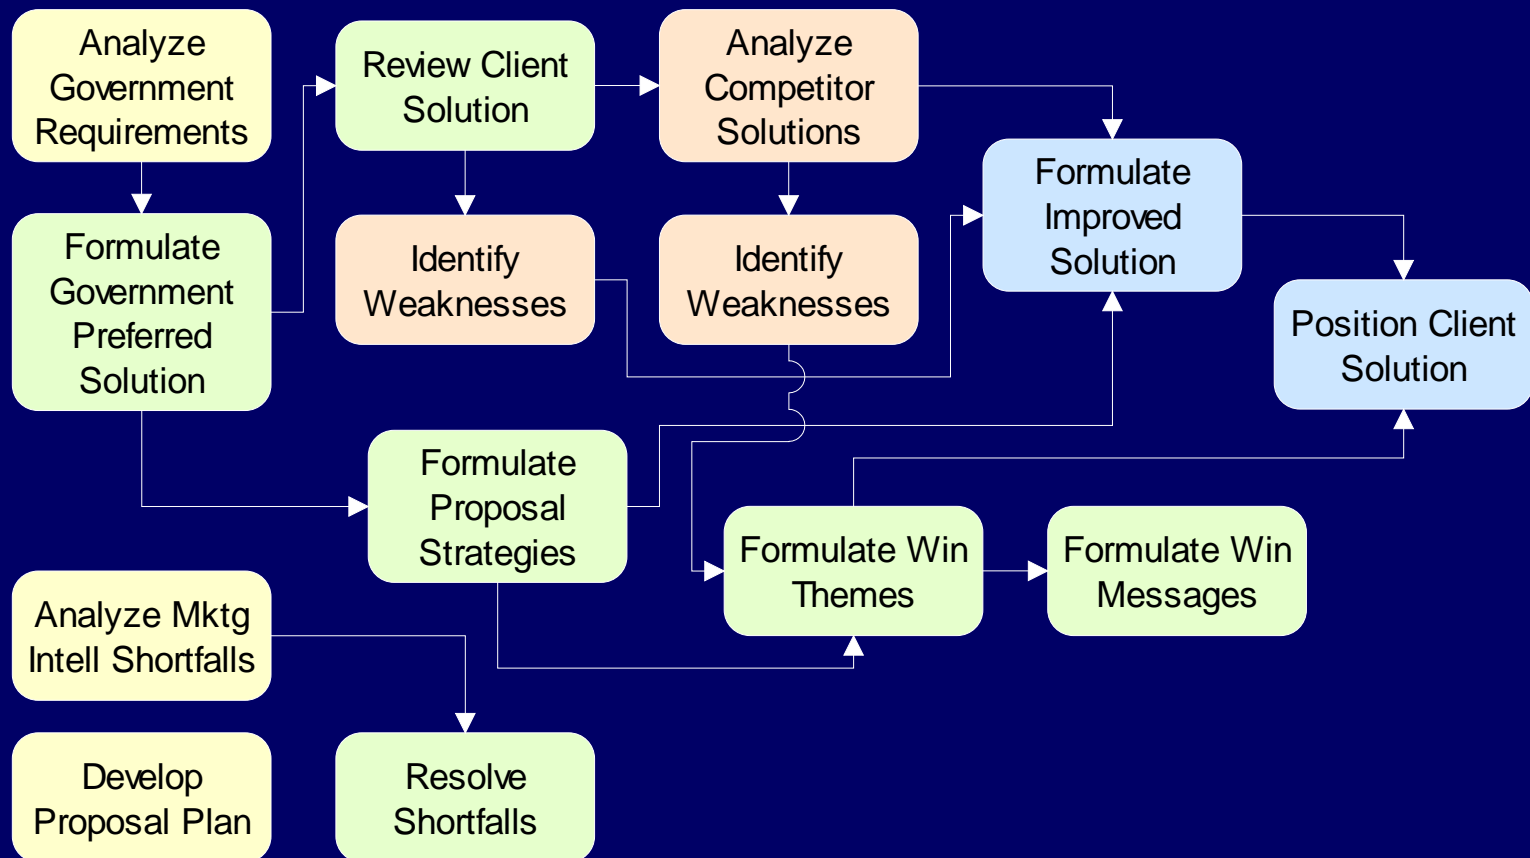 Analyze
Government
Requirements
Review Client
Solution
Analyze
Competitor
Solutions
Formulate
Improved
Solution
Formulate
Government
Preferred
Solution
Identify
Weaknesses
Identify
Weaknesses
Position Client
Solution
Formulate
Proposal
Strategies
Formulate Win
Themes
Formulate Win
Messages
Analyze Mktg
Intell Shortfalls
Develop
Proposal Plan
Resolve
Shortfalls